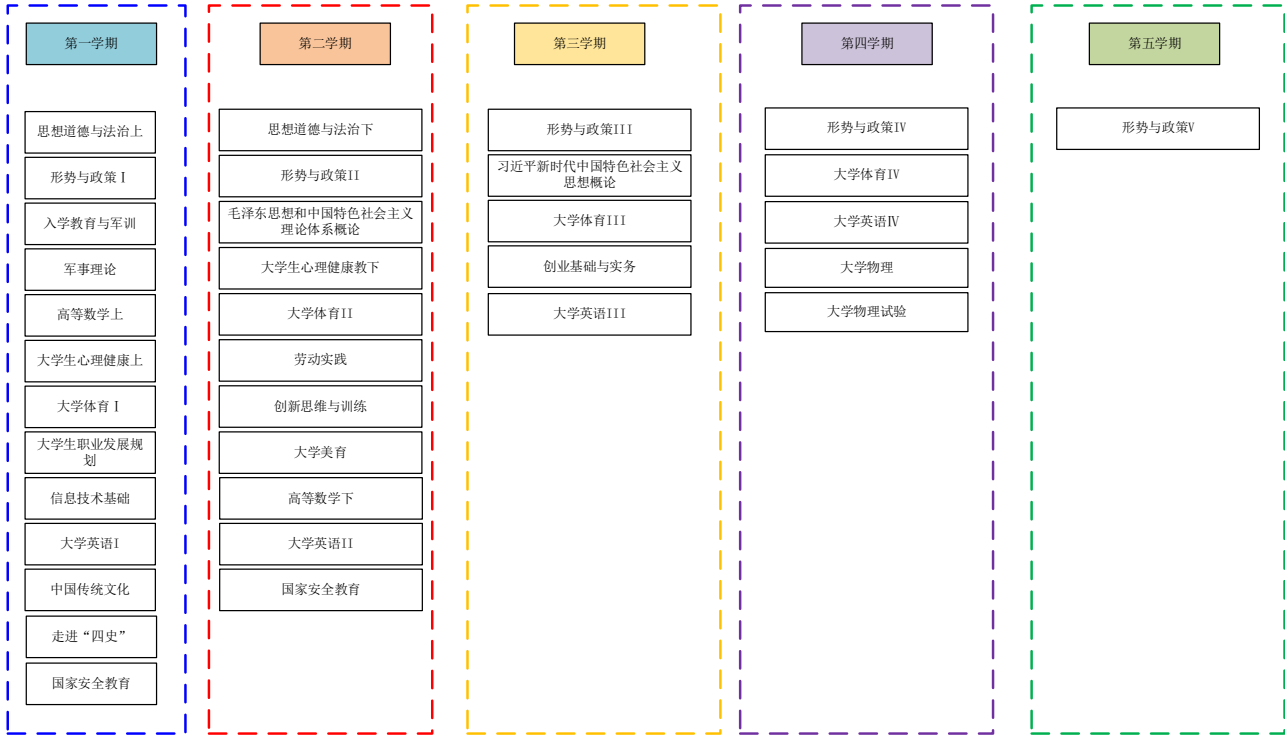 第一学期
思想道德与法治上
形势与政策Ⅰ
入学教育与军训
军事理论
高等数学上
大学生心理健康上
大学体育Ⅰ
大学生职业发展规
划
信息技术基础
大学英语I
中国传统文化
走进“四史”
国家安全教育
第二学期
思想道德与法治下
形势与政策II
毛泽东思想和中国特色社会主义
理论体系概论
大学生心理健康教下
大学体育II
劳动实践
创新思维与训练
大学美育
高等数学下
大学英语II
国家安全教育
第三学期
形势与政策III
习近平新时代中国特色社会主义
思想概论
大学体育III
创业基础与实务
大学英语III
第四学期
形势与政策IV
大学体育IV
大学英语Ⅳ
大学物理
大学物理试验
第五学期
形势与政策V